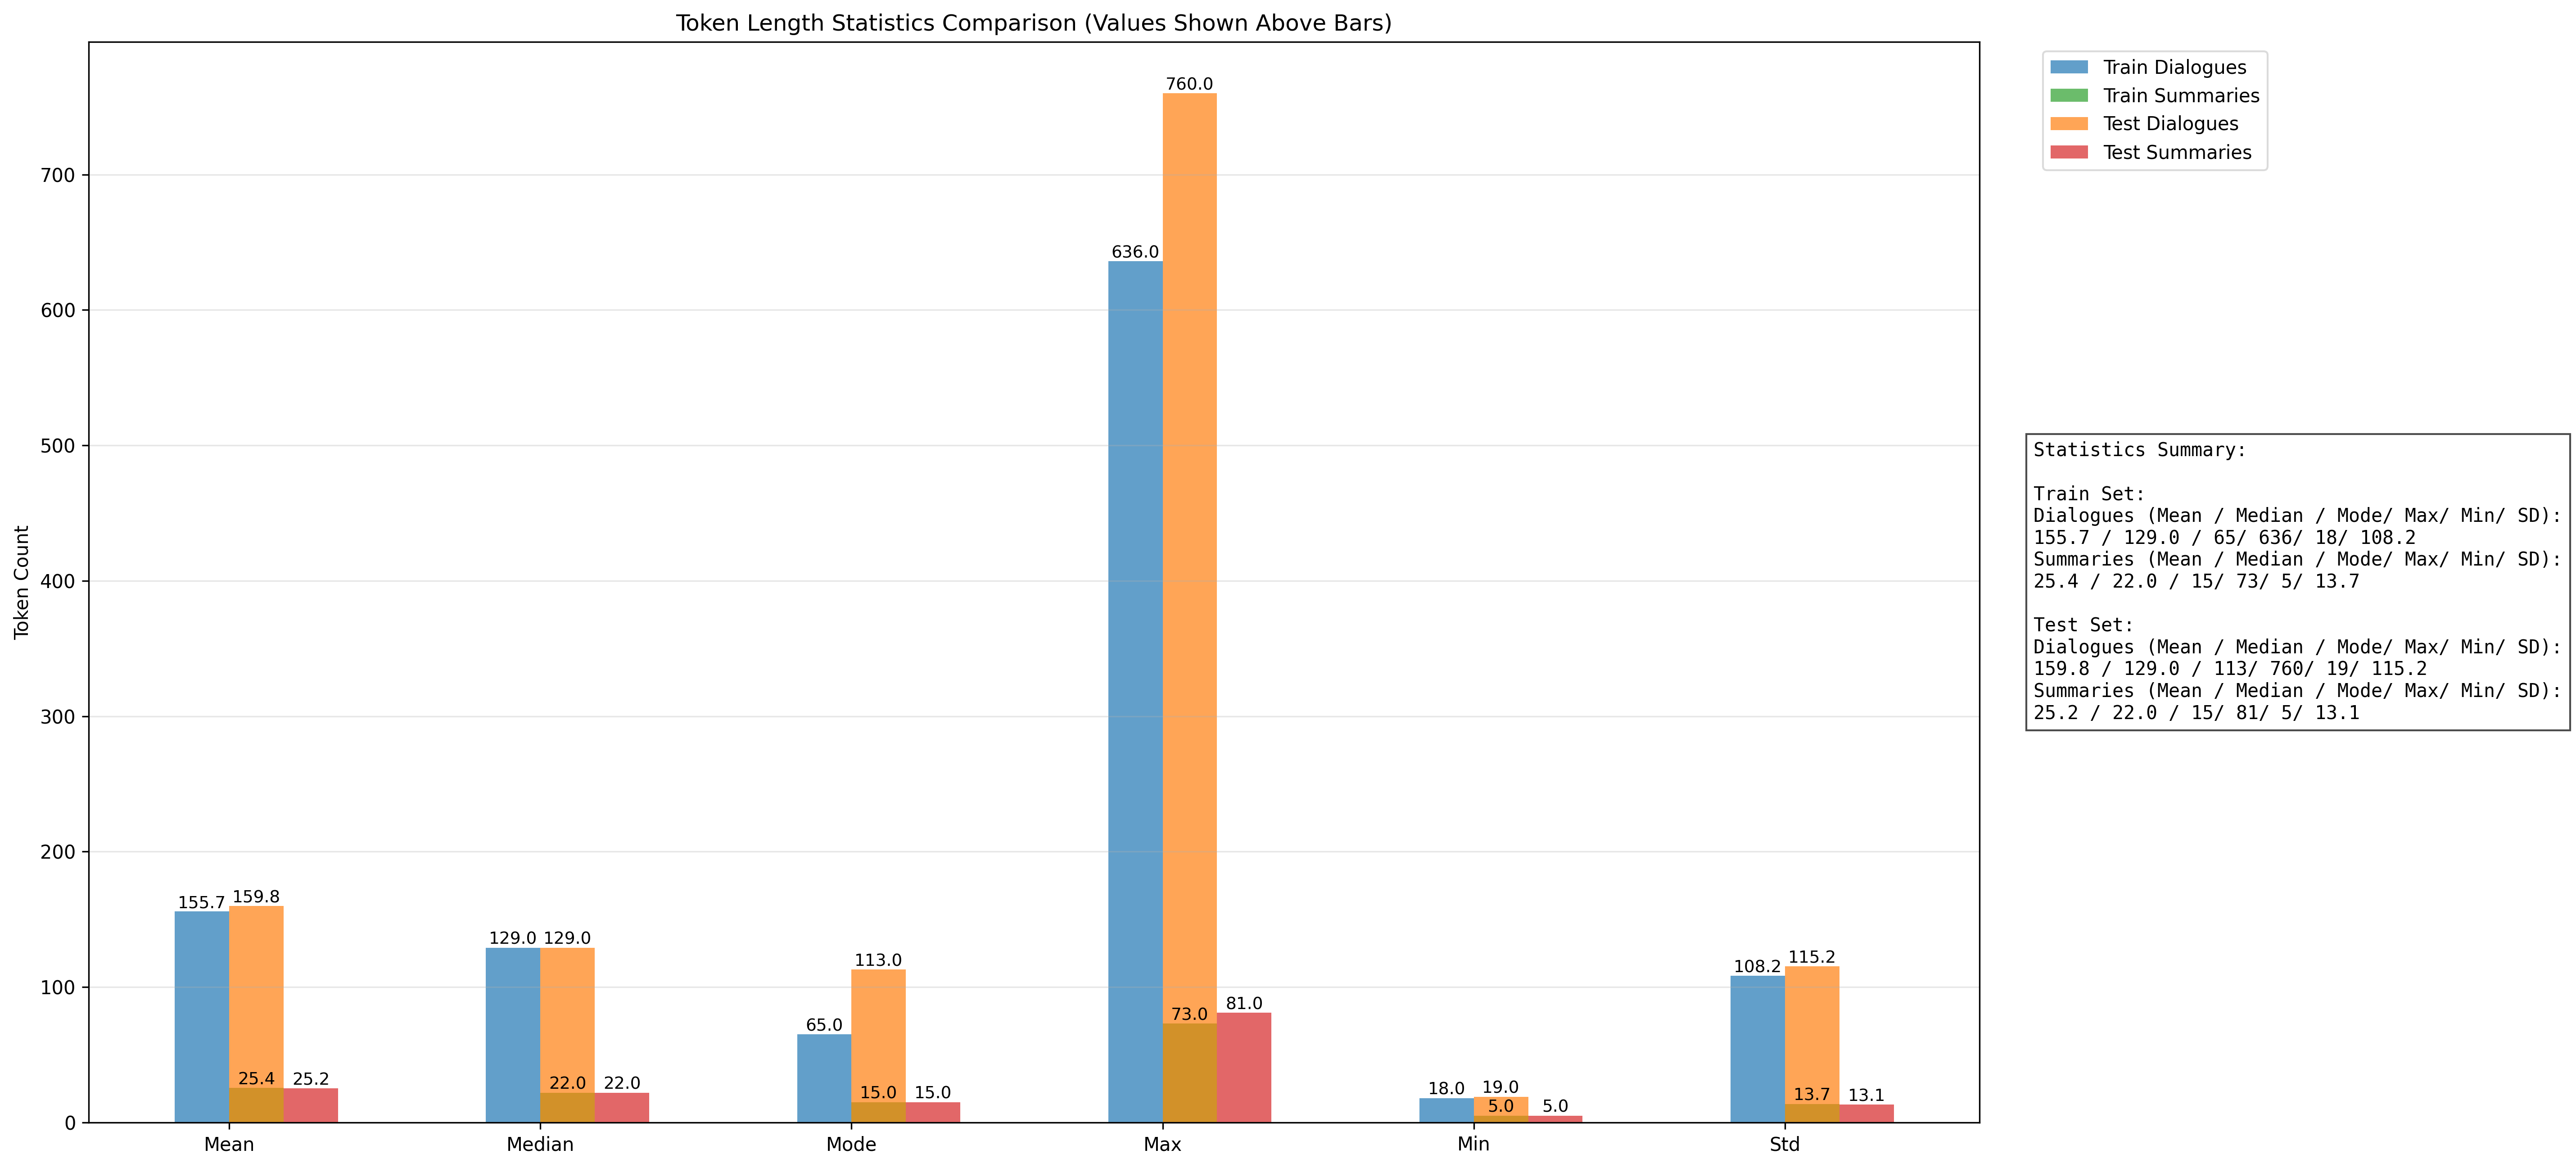 Token Length Statistics Comparison (Values Shown Above Bars)
Token Count
700
600
500
400
300
200
100
0
155.7
159.8
25.4
25.2
129.0
129.0
22.0
22.0
65.0
113.0
15.0
15.0
636.0
760.0
73.0
81.0
18.0
19.0
5.0
5.0
108.2
115.2
13.7
13.1
Mean
Median
Mode
Max
Min
Std
Train Dialogues
Train Summaries
Test Dialogues
Test Summaries
Statistics Summary:
Train Set:
Dialogues (Mean / Median / Mode/ Max/ Min/ SD):
155.7 / 129.0 / 65/ 636/ 18/ 108.2
Summaries (Mean / Median / Mode/ Max/ Min/ SD):
25.4 / 22.0 / 15/ 73/ 5/ 13.7
Test Set:
Dialogues (Mean / Median / Mode/ Max/ Min/ SD):
159.8 / 129.0 / 113/ 760/ 19/ 115.2
Summaries (Mean / Median / Mode/ Max/ Min/ SD):
25.2 / 22.0 / 15/ 81/ 5/ 13.1